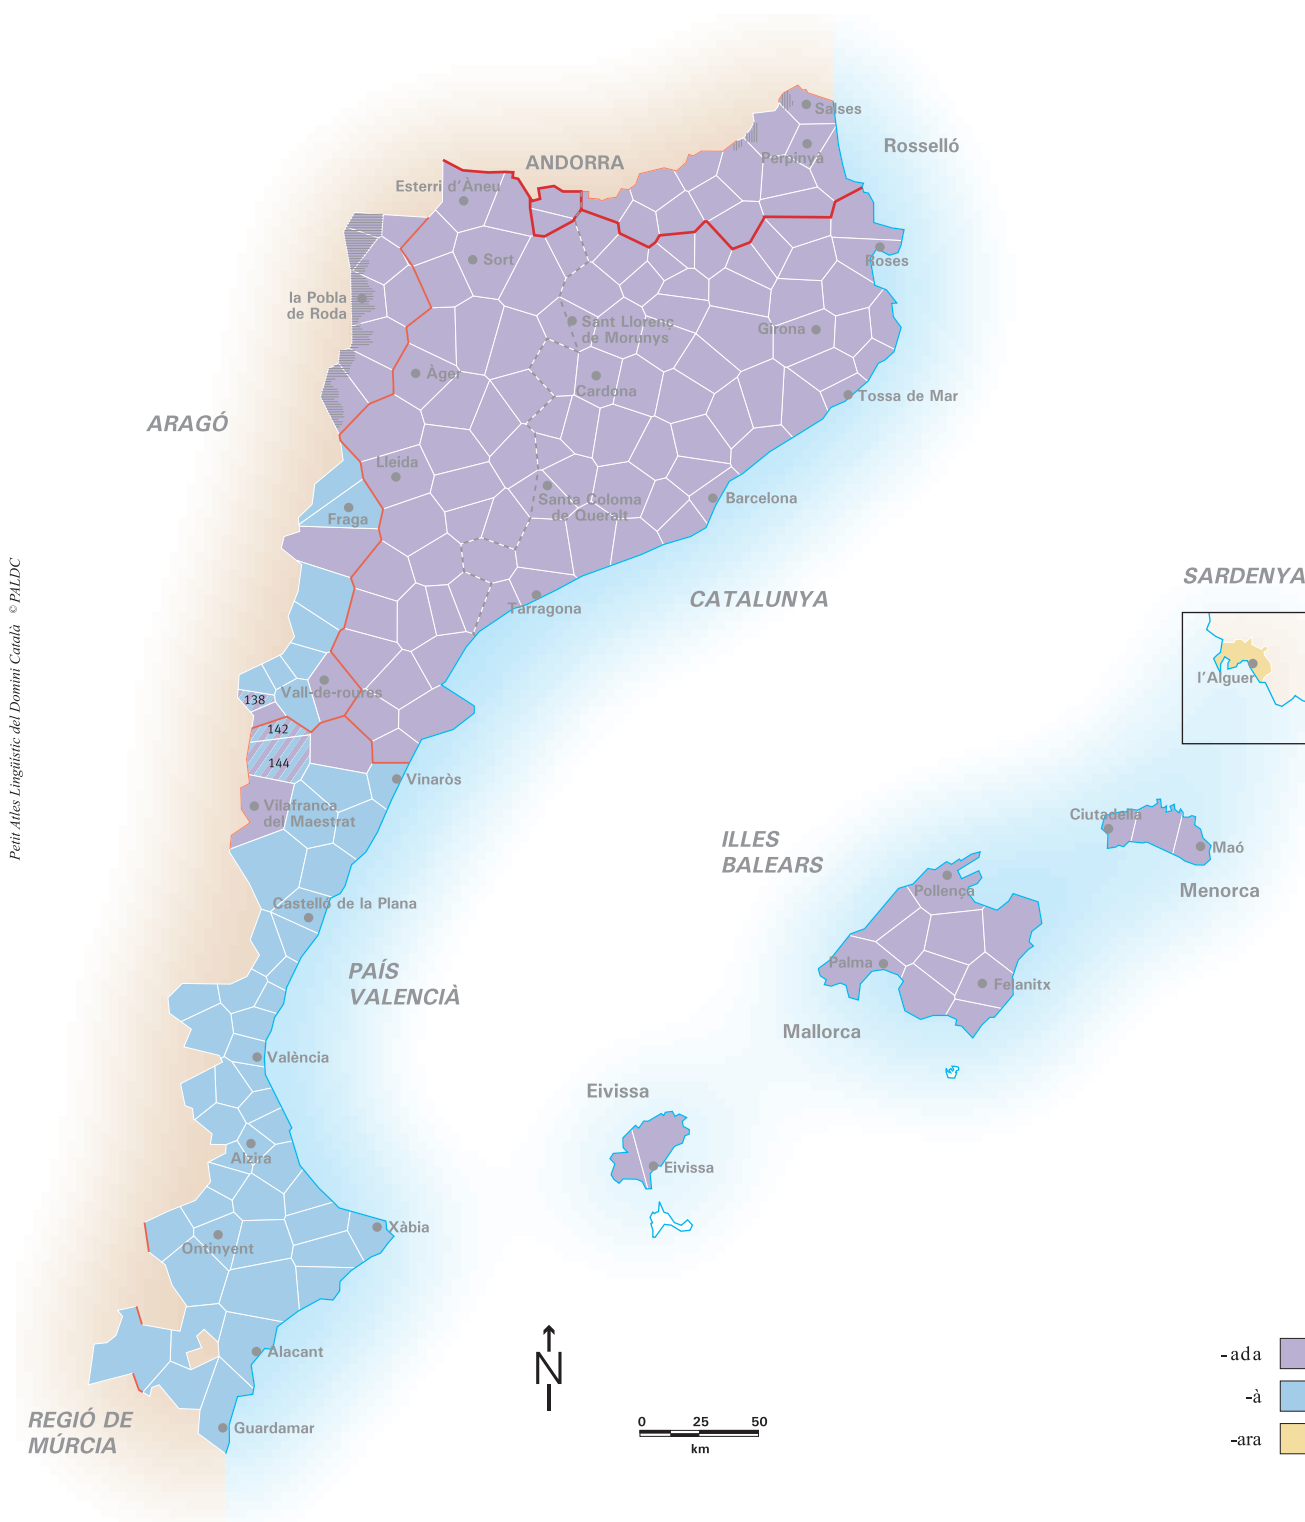 Salses
Rosselló
Perpinyà
ANDORRA
Esterri d'Àneu
Sort
Roses
la Pobla
de Roda
Sant Llorenç
de Morunys
Girona
Àger
Cardona
Tossa de Mar
ARAGÓ
Lleida
Santa Coloma
de Queralt
Barcelona
Fraga
Petit Atles Lingüístic del Domini Català © PALDC
SARDENYA
CATALUNYA
Tarragona
l'Alguer
Vall-de-roures
138
142
144
Vinaròs
Vilafranca
del Maestrat
Ciutadella
Maó
ILLES
BALEARS
Menorca
Pollença
Castelló de la Plana
PAÍS
VALENCIÀ
Palma
Felanitx
Mallorca
València
Eivissa
Alzira
Eivissa
Xàbia
Ontinyent
N
Alacant
-ada
-à
-ara
REGIÓ DE
MÚRCIA
Guardamar
0 25 50
km